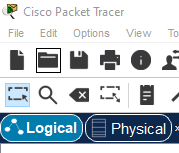 Cisco Packet Tracer
File Edit Options View To
Logical Physical